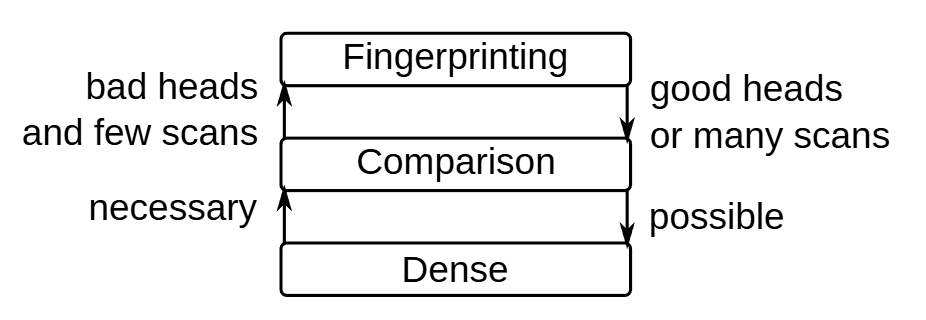 Fingerprinting
bad heads
and few scans
good heads
or many scans
Comparison
necessary
possible
Dense